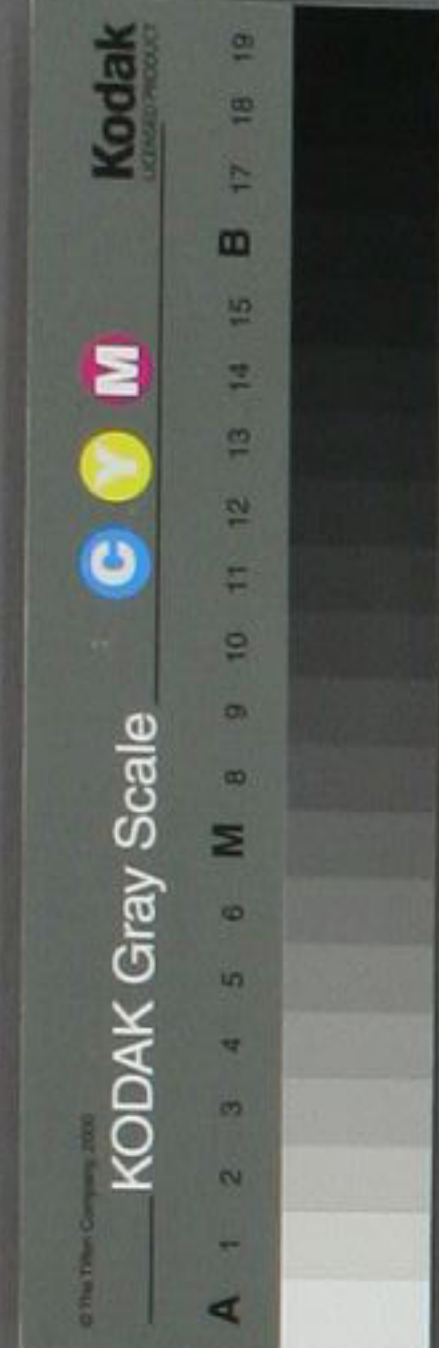 © The Tiffen Company, 2000
KODAK Gray Scale
C Y M
Kodak
LICENSED PRODUCT
A 1 2 3 4 5 6 M 8 9 10 11 12 13 14 15 B 17 18 19